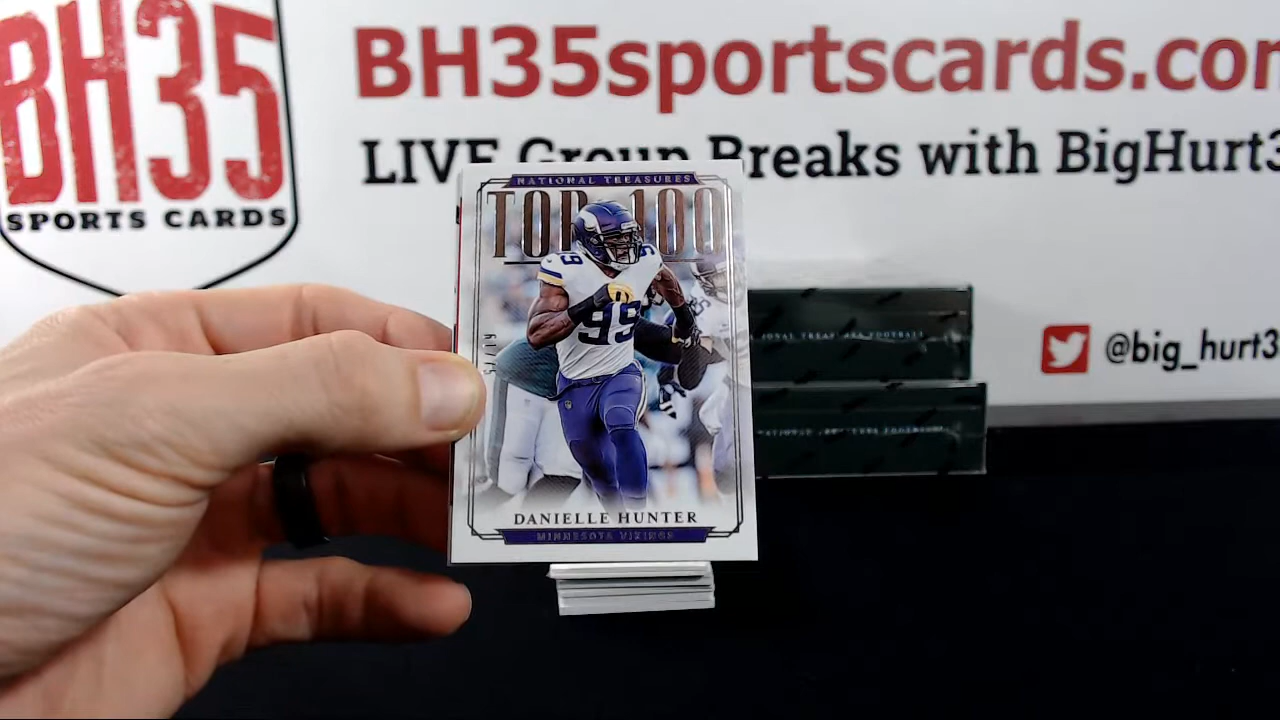 BH35
SPORTS CARDS
BH35sportscards.co
LIVE Group Breaks with BigHurt3
@big_hurt3
NATIONAL TREASURES
TOP 100
99
DANIELLE HUNTER
MINNESOTA VIKINGS